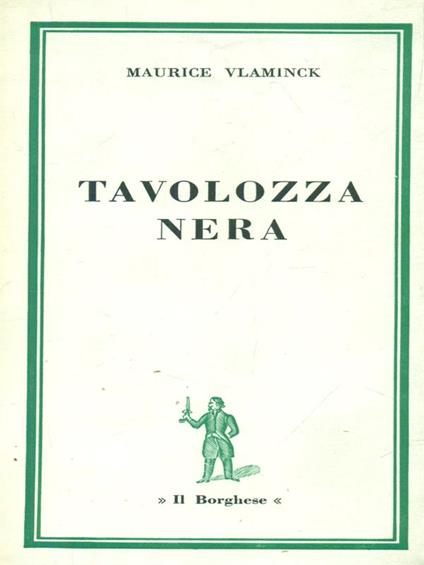 MAURICE VLAMINCK
TAVOLOZZA
NERA
» Il Borghese «